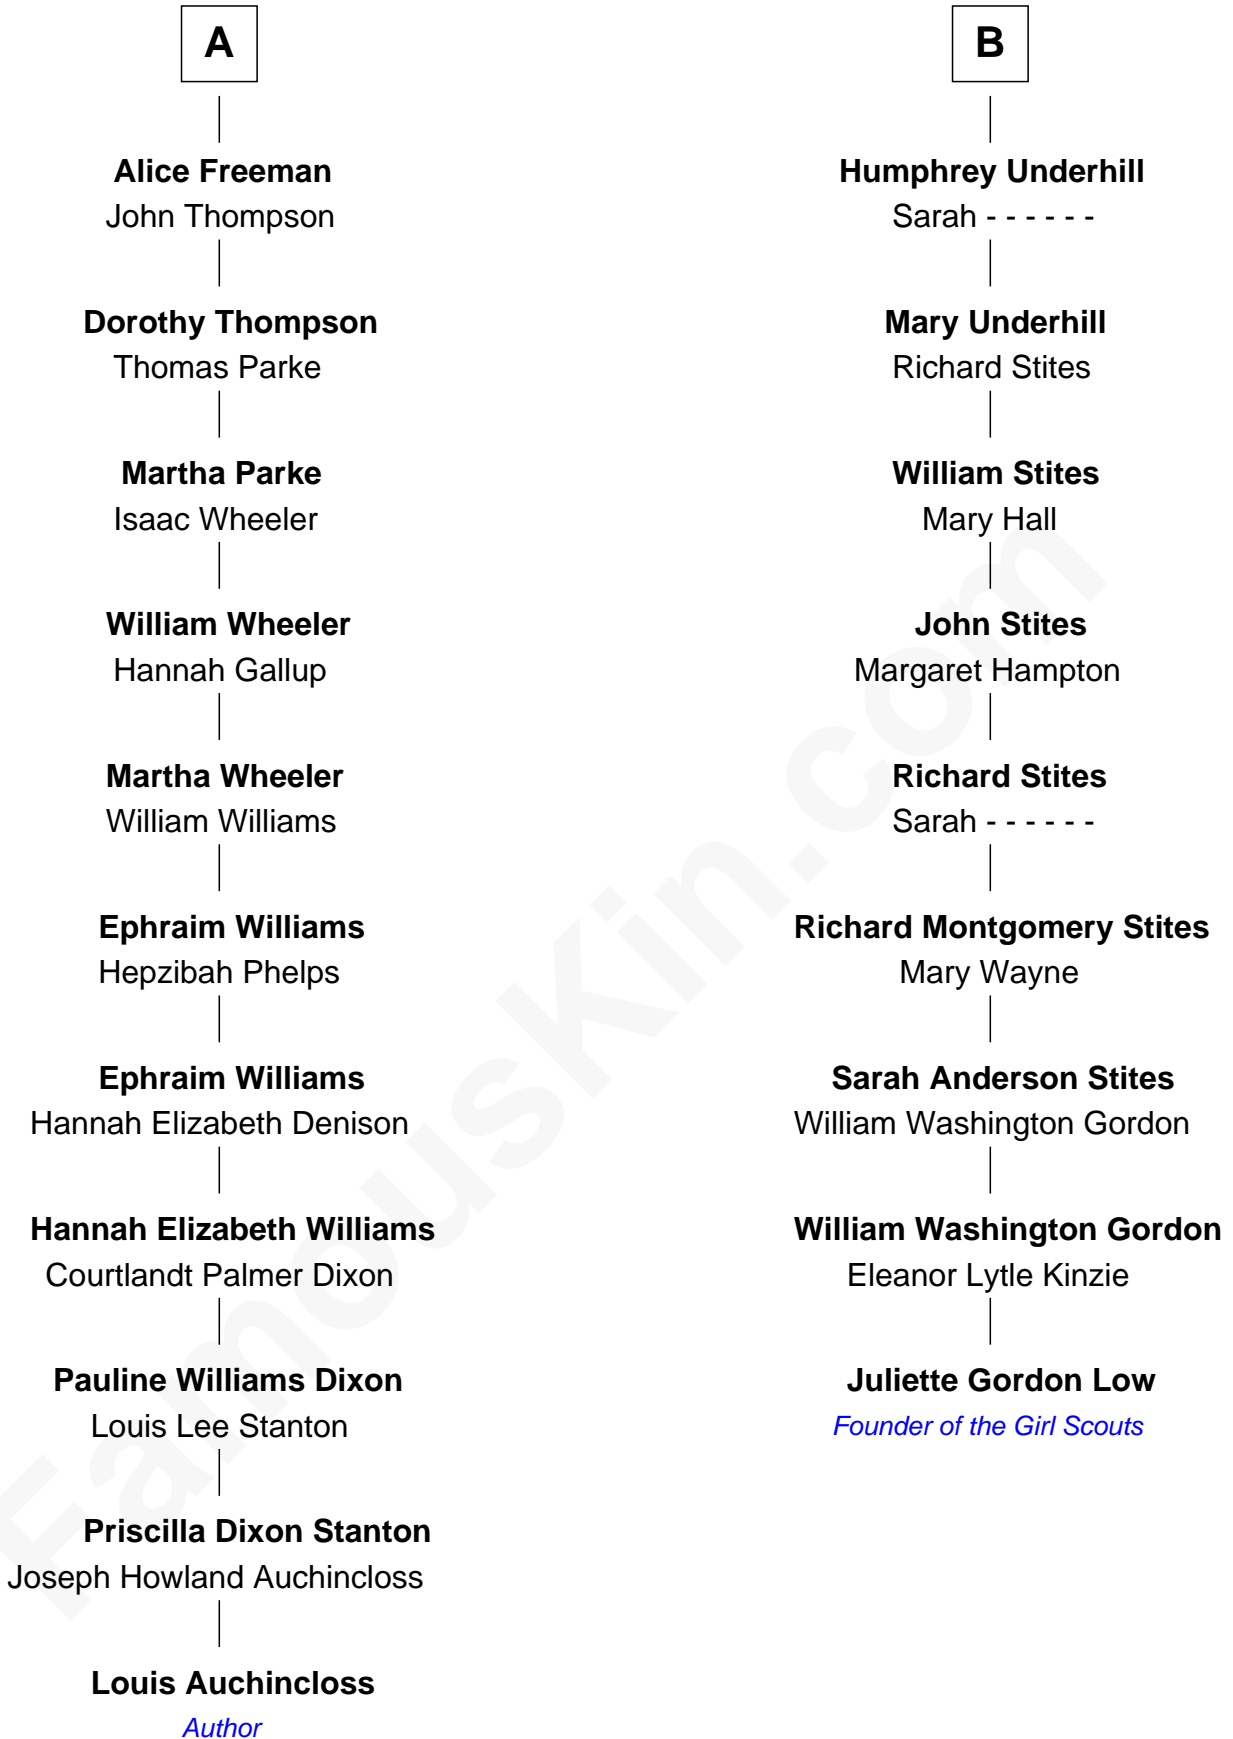 A
Alice Freeman
John Thompson
Dorothy Thompson
Thomas Parke
Martha Parke
Isaac Wheeler
William Wheeler
Hannah Gallup
Martha Wheeler
William Williams
Ephraim Williams
Hepzibah Phelps
Ephraim Williams
Hannah Elizabeth Denison
Hannah Elizabeth Williams
Courtlandt Palmer Dixon
Pauline Williams Dixon
Louis Lee Stanton
Priscilla Dixon Stanton
Joseph Howland Auchincloss
Louis Auchincloss
Author
B
Humphrey Underhill
Sarah - - - - - -
Mary Underhill
Richard Stites
William Stites
Mary Hall
John Stites
Margaret Hampton
Richard Stites
Sarah - - - - - -
Richard Montgomery Stites
Mary Wayne
Sarah Anderson Stites
William Washington Gordon
William Washington Gordon
Eleanor Lytle Kinzie
Juliette Gordon Low
Founder of the Girl Scouts
FamousKin.com